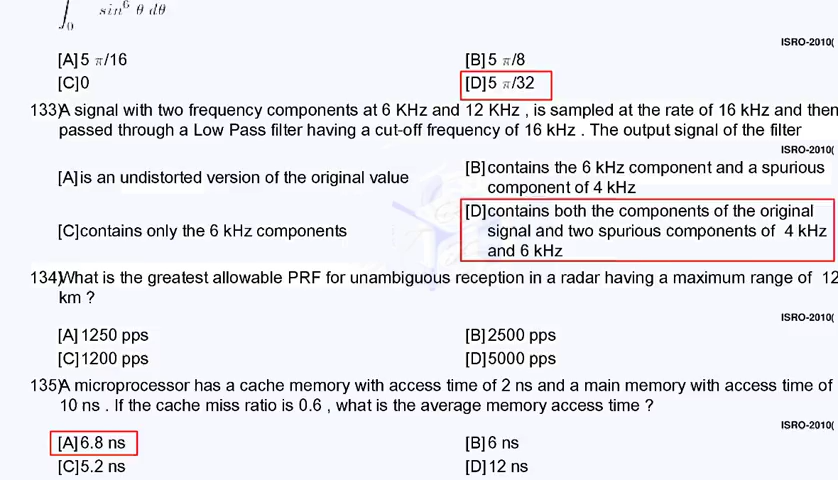 ∫₀ sin⁶ θ dθ
ISRO-2010(
[A]5 π/16 [B]5 π/8
[C]0 [D]5 π/32
133)A signal with two frequency components at 6 KHz and 12 KHz , is sampled at the rate of 16 kHz and then
passed through a Low Pass filter having a cut-off frequency of 16 kHz . The output signal of the filter
ISRO-2010(
[A]is an undistorted version of the original value [B]contains the 6 kHz component and a spurious
component of 4 kHz
[C]contains only the 6 kHz components [D]contains both the components of the original
signal and two spurious components of 4 kHz
and 6 kHz
134)What is the greatest allowable PRF for unambiguous reception in a radar having a maximum range of 12
km ?
ISRO-2010(
[A]1250 pps [B]2500 pps
[C]1200 pps [D]5000 pps
135)A microprocessor has a cache memory with access time of 2 ns and a main memory with access time of
10 ns . If the cache miss ratio is 0.6 , what is the average memory access time ?
ISRO-2010(
[A]6.8 ns [B]6 ns
[C]5.2 ns [D]12 ns